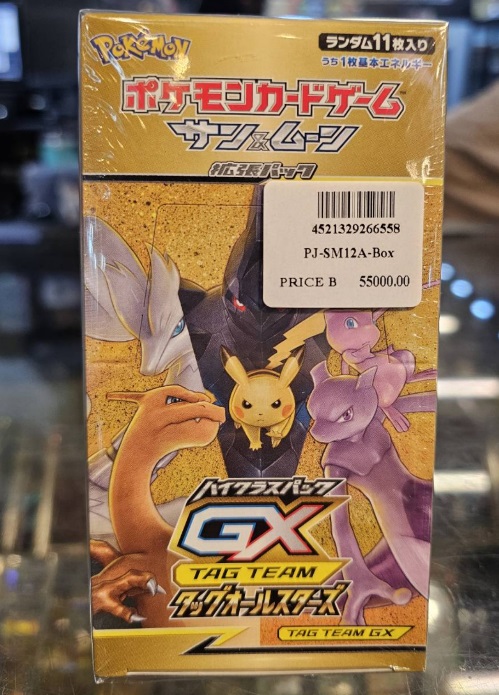 POKéMON
ランダム11枚入り
うち1枚基本エネルギー
ポケモンカードゲーム
サン&ムーン
拡張パック
4521329266558
PJ-SM12A-Box
PRICE B 55000.00
ハイクラスパック
GX
TAG TEAM
タッグオールスターズ
TAG TEAM GX